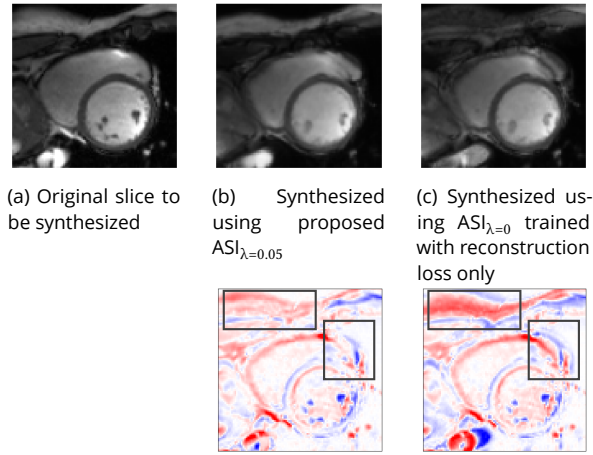 (a) Original slice to
be synthesized
(b) Synthesized
using proposed
ASIλ=0.05
(c) Synthesized us-
ing ASIλ=0 trained
with reconstruction
loss only